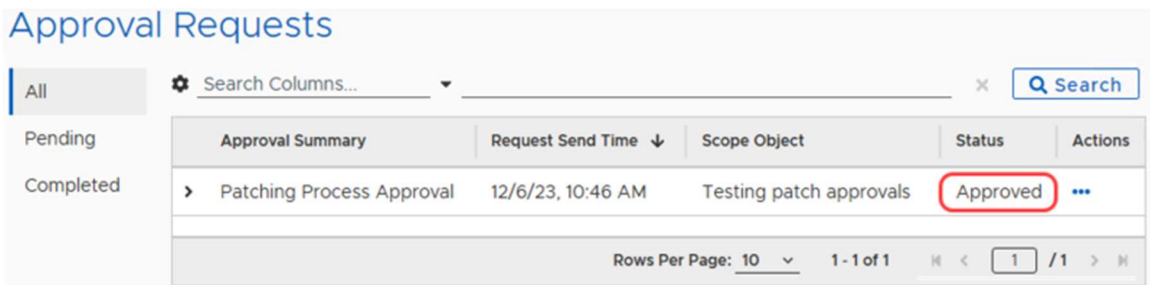 Approval Requests
All
Pending
Completed
Search Columns...
Search
Approval Summary Request Send Time Scope Object Status Actions
Patching Process Approval 12/6/23, 10:46 AM Testing patch approvals Approved
Rows Per Page: 10 1 - 1 of 1 1 / 1